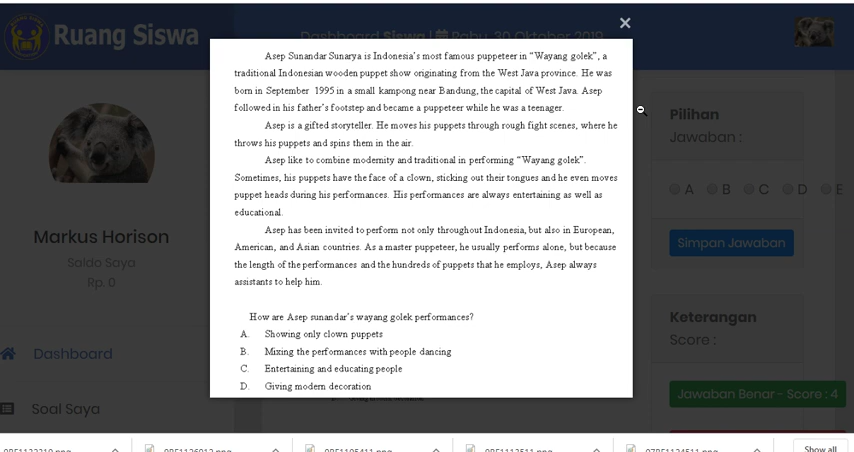 Ruang Siswa
Dashboard Siswa | Rabu, 30 Oktober 2019
×
Asep Sunandar Sunarya is Indonesia's most famous puppeteer in "Wayang golek", a
traditional Indonesian wooden puppet show originating from the West Java province. He was
born in September 1995 in a small kampong near Bandung, the capital of West Java. Asep
followed in his father's footstep and became a puppeteer while he was a teenager.
Asep is a gifted storyteller. He moves his puppets through rough fight scenes, where he
throws his puppets and spins them in the air.
Asep like to combine modernity and traditional in performing "Wayang golek".
Sometimes, his puppets have the face of a clown, sticking out their tongues and he even moves
puppet heads during his performances. His performances are always entertaining as well as
educational.
Asep has been invited to perform not only throughout Indonesia, but also in European,
American, and Asian countries. As a master puppeteer, he usually performs alone, but because
the length of the performances and the hundreds of puppets that he employs, Asep always
assistants to help him.
How are Asep sunandar's wayang golek performances?
A. Showing only clown puppets
B. Mixing the performances with people dancing
C. Entertaining and educating people
D. Giving modern decoration
Markus Horison
Saldo Saya
Rp. 0
Dashboard
Soal Saya
Pilihan
Jawaban :
A B C D E
Simpan Jawaban
Keterangan
Score :
Jawaban Benar - Score : 4
Show all